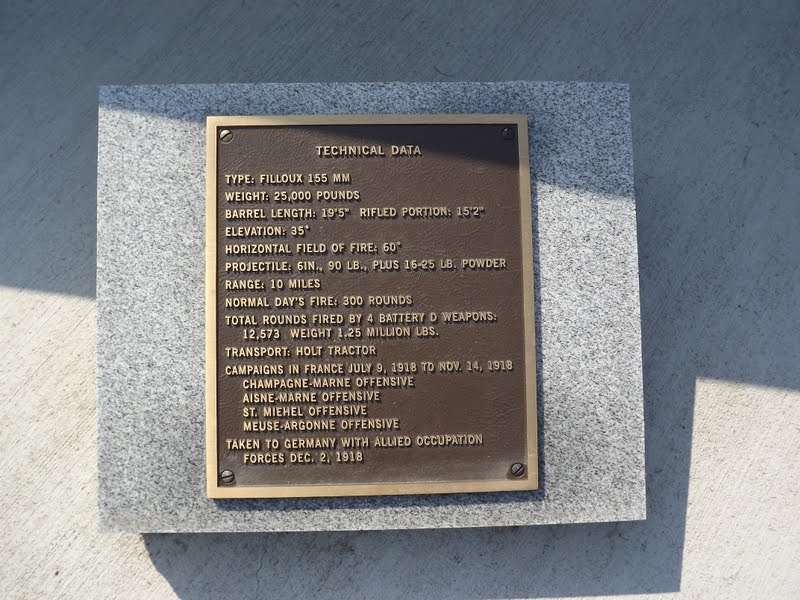 TECHNICAL DATA
TYPE: FILLOUX 155 MM
WEIGHT: 25,000 POUNDS
BARREL LENGTH: 19'5" RIFLED PORTION: 15'2"
ELEVATION: 35°
HORIZONTAL FIELD OF FIRE: 60°
PROJECTILE: 6IN., 90 LB., PLUS 16-25 LB. POWDER
RANGE: 10 MILES
NORMAL DAY'S FIRE: 300 ROUNDS
TOTAL ROUNDS FIRED BY 4 BATTERY D WEAPONS:
12,573 WEIGHT 1.25 MILLION LBS.
TRANSPORT: HOLT TRACTOR
CAMPAIGNS IN FRANCE JULY 9, 1918 TO NOV. 14, 1918
CHAMPAGNE-MARNE OFFENSIVE
AISNE-MARNE OFFENSIVE
ST. MIEHEL OFFENSIVE
MEUSE-ARGONNE OFFENSIVE
TAKEN TO GERMANY WITH ALLIED OCCUPATION
FORCES DEC. 2, 1918